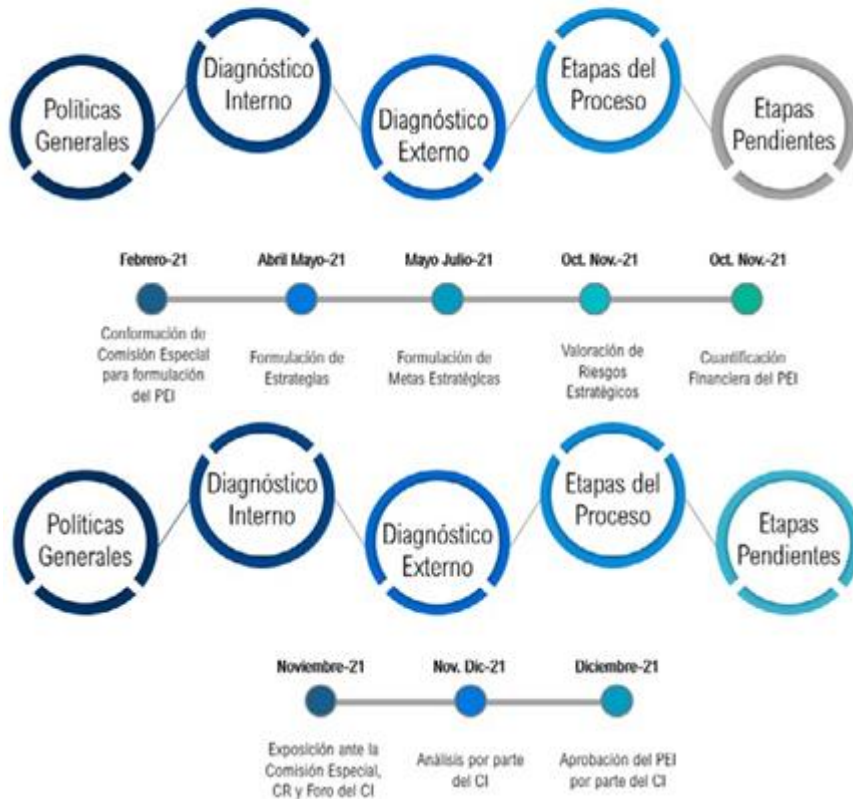 Políticas
Generales
Diagnóstico
Interno
Diagnóstico
Externo
Etapas del
Proceso
Etapas
Pendientes
Febrero-21
Abril Mayo-21
Mayo Julio-21
Oct. Nov.-21
Oct. Nov.-21
Conformación de
Comisión Especial
para formulación
del PEI
Formulación de
Estrategias
Formulación de
Metas Estratégicas
Valoración de
Riesgos
Estratégicos
Cuantificación
Financiera del PEI
Políticas
Generales
Diagnóstico
Interno
Diagnóstico
Externo
Etapas del
Proceso
Etapas
Pendientes
Noviembre-21
Nov. Dic-21
Diciembre-21
Exposición ante la
Comisión Especial,
CR y Foro del CI
Análisis por parte
del CI
Aprobación del PEI
por parte del CI